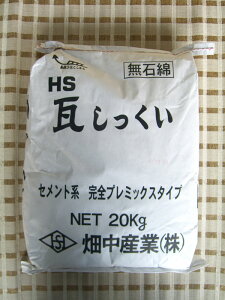 無石綿
HS
瓦しっくい
セメント系 完全プレミックスタイプ
NET 20Kg
畑中産業(株)